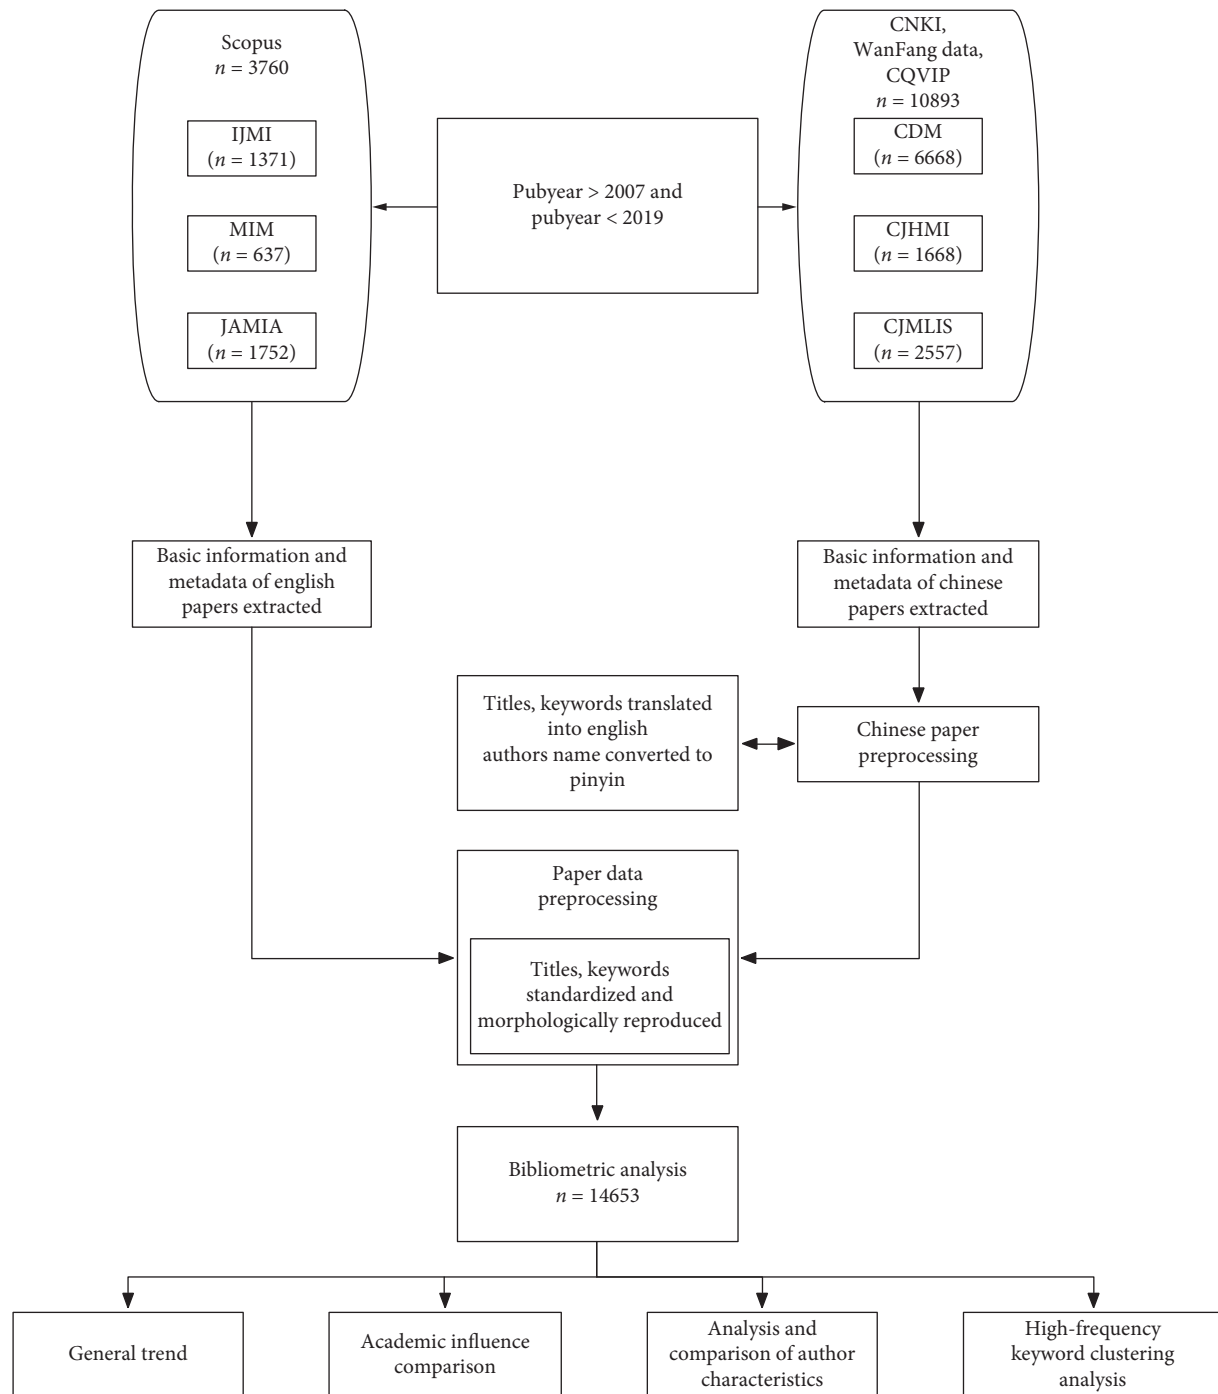 Scopus
n = 3760
IJMI
(n = 1371)
MIM
(n = 637)
JAMIA
(n = 1752)
Pubyear > 2007 and
pubyear < 2019
CNKI,
WanFang data,
CQVIP
n = 10893
CDM
(n = 6668)
CJHMI
(n = 1668)
CJMLIS
(n = 2557)
Basic information and
metadata of english
papers extracted
Basic information and
metadata of chinese
papers extracted
Titles, keywords translated
into english
authors name converted to
pinyin
Chinese paper
preprocessing
Paper data
preprocessing
Titles, keywords
standardized and
morphologically reproduced
Bibliometric analysis
n = 14653
General trend
Academic influence
comparison
Analysis and
comparison of author
characteristics
High-frequency
keyword clustering
analysis